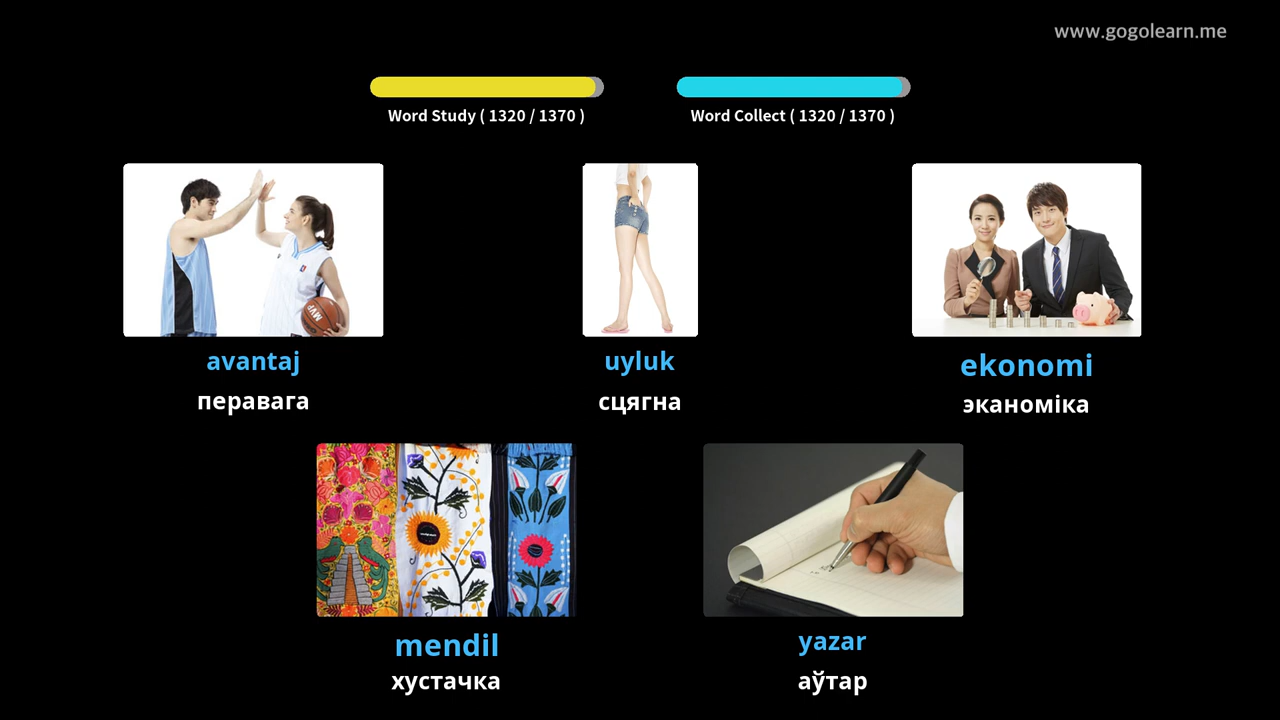 www.gogolearn.me
Word Study ( 1320 / 1370 )
Word Collect ( 1320 / 1370 )
MVP
avantaj
перавага
uyluk
сцягна
ekonomi
эканоміка
mendil
хустачка
yazar
аўтар